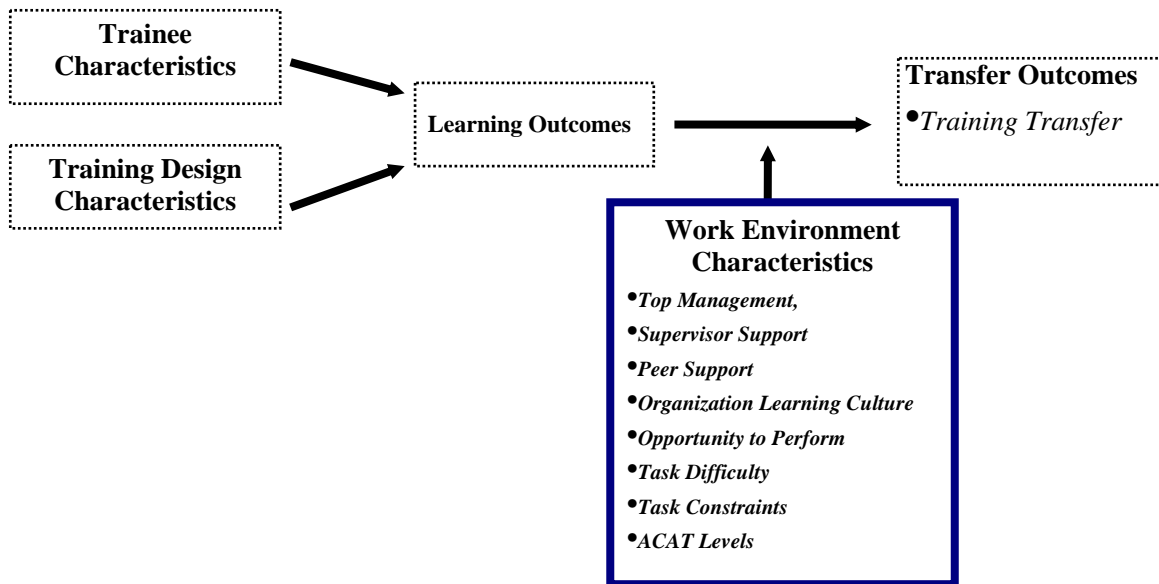 Trainee
Characteristics
Training Design
Characteristics
Learning Outcomes
Transfer Outcomes
•Training Transfer
Work Environment
Characteristics
•Top Management,
•Supervisor Support
•Peer Support
•Organization Learning Culture
•Opportunity to Perform
•Task Difficulty
•Task Constraints
•ACAT Levels